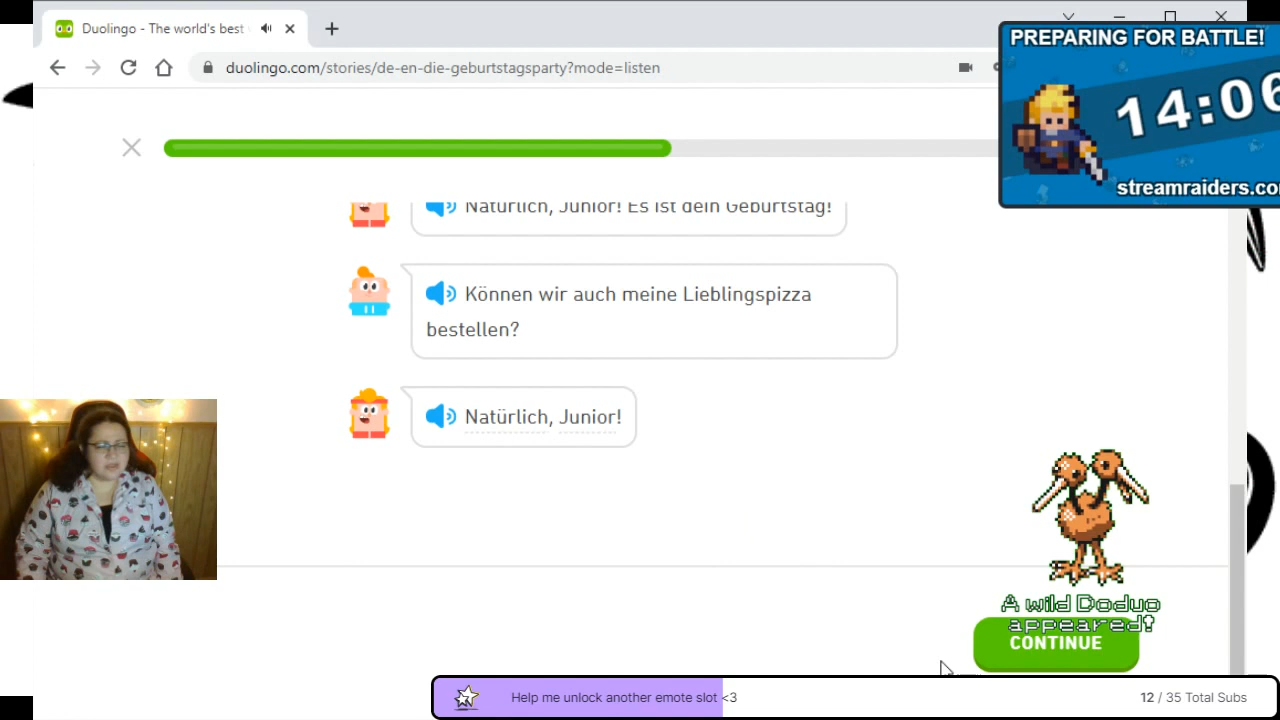 Duolingo - The world's best
duolingo.com/stories/de-en-die-geburtstagsparty?mode=listen
PREPARING FOR BATTLE!
14:06
streamraiders.co
Natürlich, Junior! Es ist dein Geburtstag!
Können wir auch meine Lieblingspizza
bestellen?
Natürlich, Junior!
A wild Doduo
appeared!
CONTINUE
Help me unlock another emote slot <3
12 / 35 Total Subs